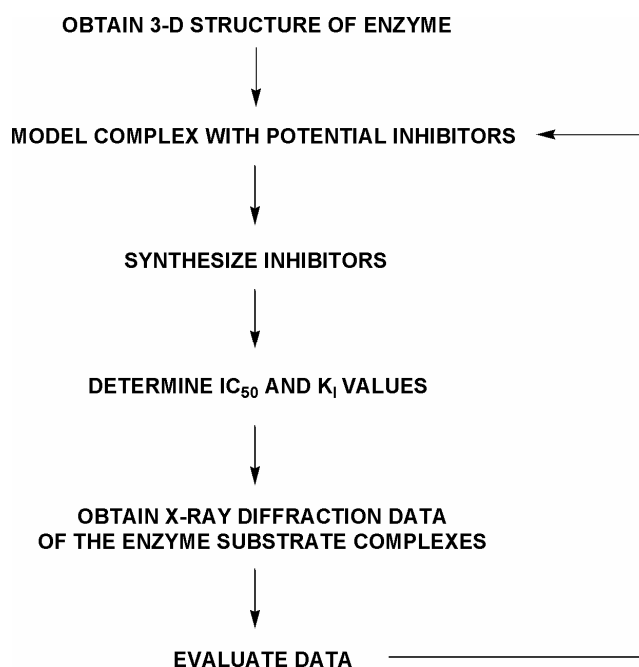 OBTAIN 3-D STRUCTURE OF ENZYME
MODEL COMPLEX WITH POTENTIAL INHIBITORS
SYNTHESIZE INHIBITORS
DETERMINE IC50 AND KI VALUES
OBTAIN X-RAY DIFFRACTION DATA
OF THE ENZYME SUBSTRATE COMPLEXES
EVALUATE DATA